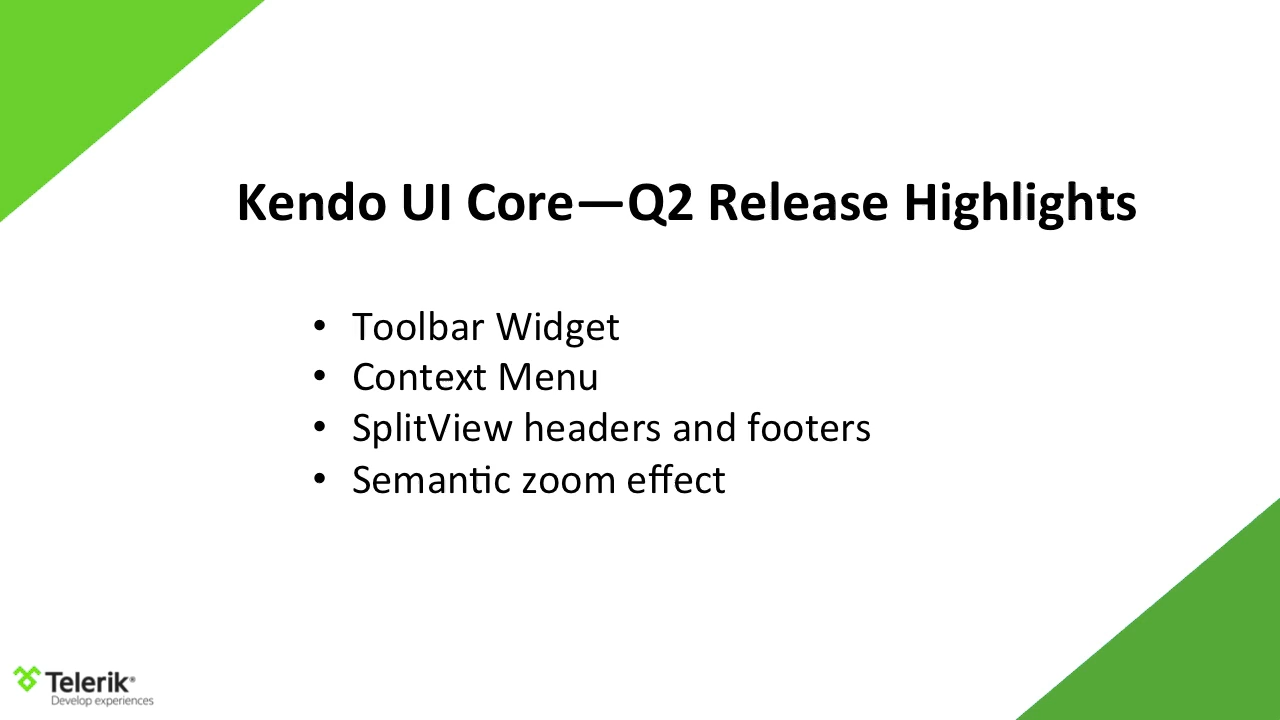 Kendo UI Core—Q2 Release Highlights
• Toolbar Widget
• Context Menu
• SplitView headers and footers
• Semantic zoom effect
Telerik®
Develop experiences